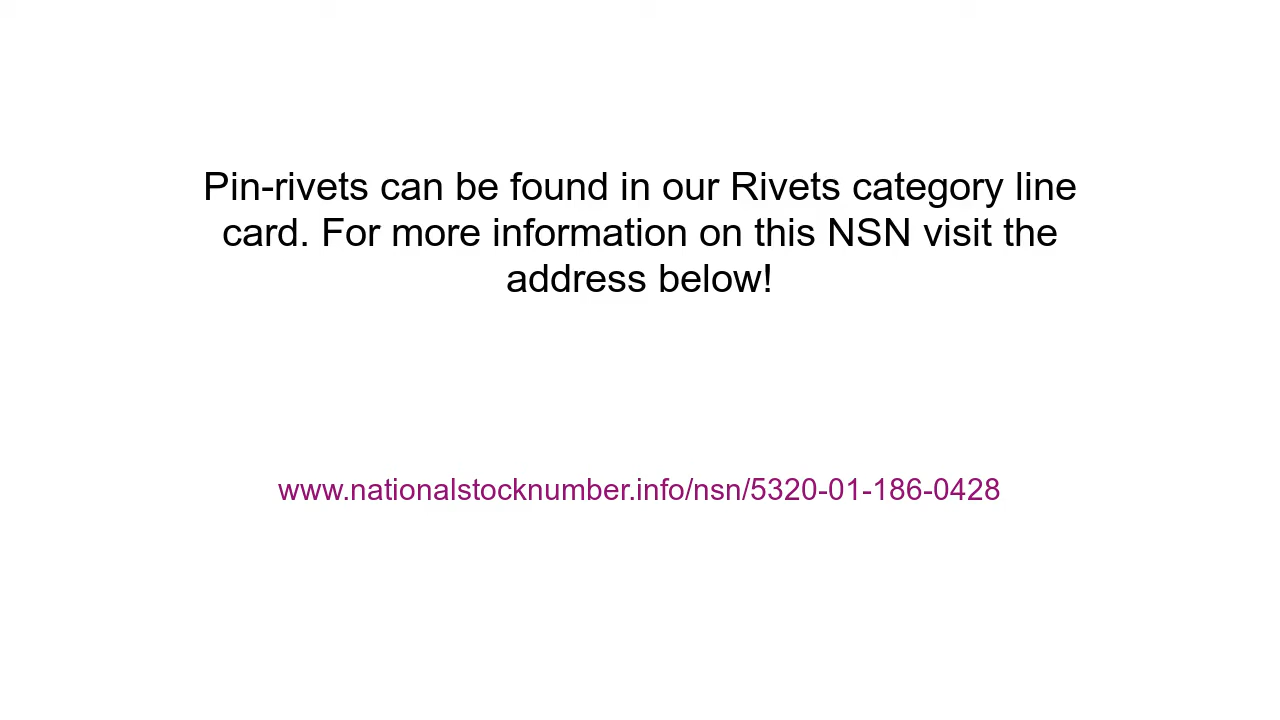 Pin-rivets can be found in our Rivets category line
card. For more information on this NSN visit the
address below!
www.nationalstocknumber.info/nsn/5320-01-186-0428